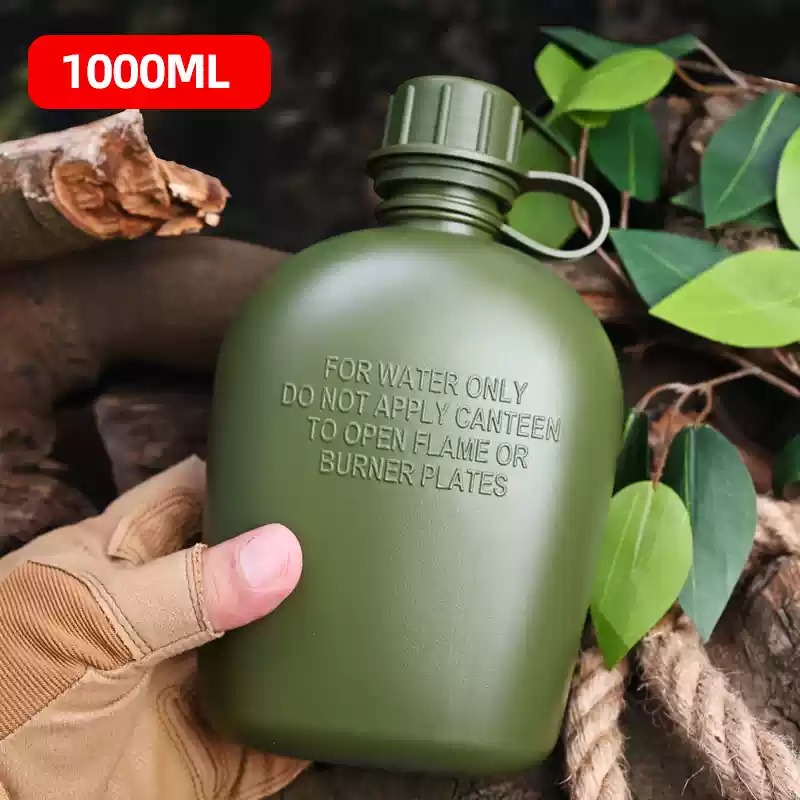 1000ML
FOR WATER ONLY
DO NOT APPLY CANTEEN
TO OPEN FLAME OR
BURNER PLATES